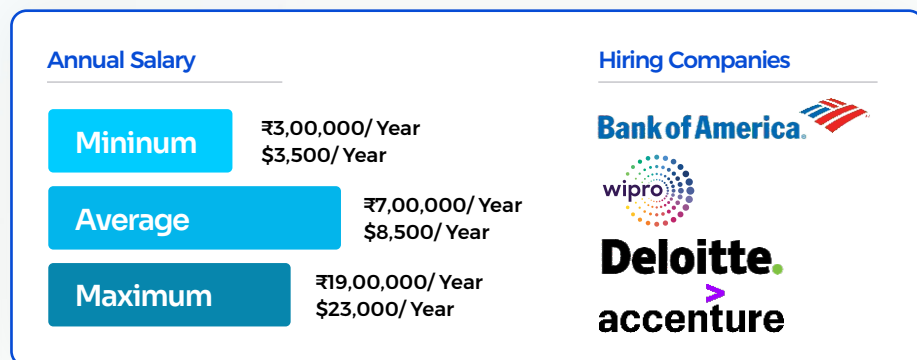 Annual Salary
Mininum
₹3,00,000/ Year
$3,500/ Year
Average
₹7,00,000/ Year
$8,500/ Year
Maximum
₹19,00,000/ Year
$23,000/ Year
Hiring Companies
Bank of America
wipro
Deloitte.
accenture